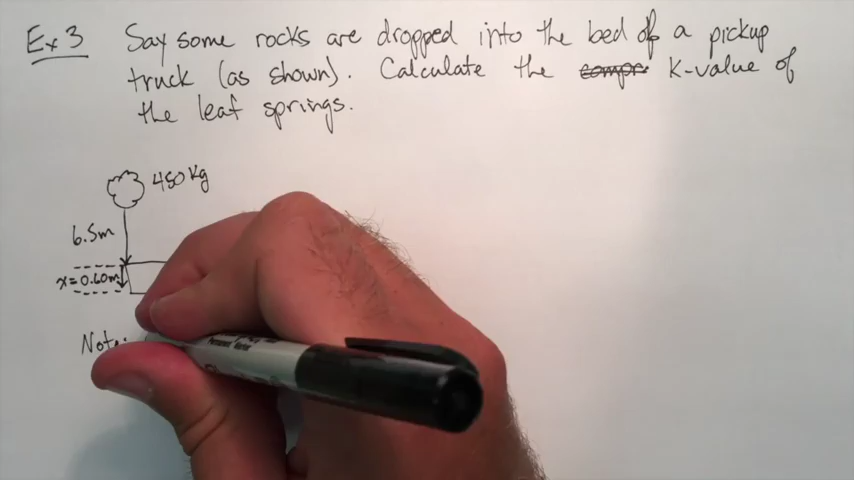 Ex 3 Say some rocks are dropped into the bed of a pickup
truck (as shown). Calculate the compr K-value of
the leaf springs.
450 kg
6.5m
x=0.60m
Note: